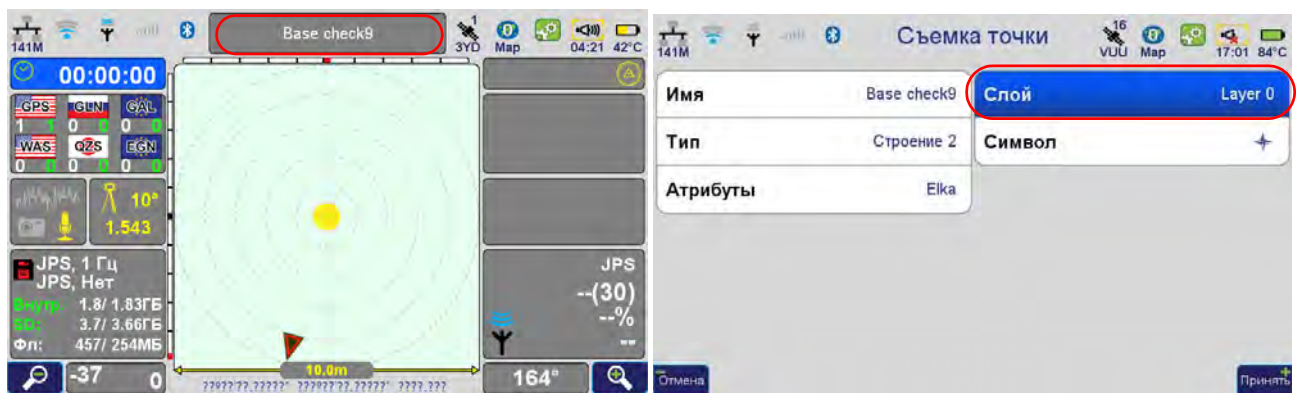 141M
Base check9
1
3YD
Map
04:21 42°C
00:00:00
GPS GLN GAL
1 1 0 0 0 0
WAS QZS EGN
0 0 0 0 0 0
10°
1.543
JPS, 1 Гц
JPS, Нет
Внутр. 1.8/ 1.83ГБ
SD: 3.7/ 3.66ГБ
Фл: 457/ 254МБ
-37 0
10.0m
JPS
--(30)
--%
--
164°
141M
Съемка точки
16
VUU
Map
17:01 84°C
Имя Base check9
Тип Строение 2
Атрибуты Elka
Слой Layer 0
Символ
Отмена
Принять